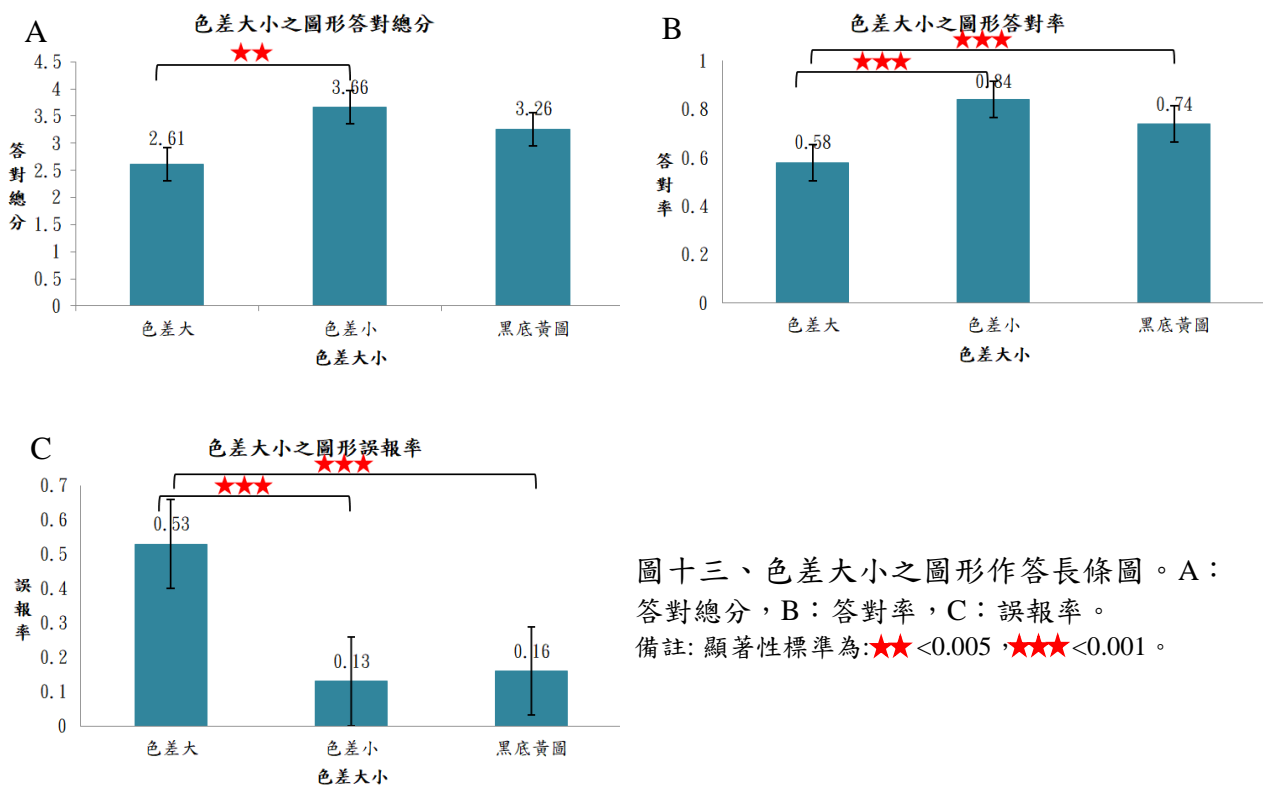 A
色差大小之圖形答對總分
★★
4.5
4
3.5
3
2.5
2
1.5
1
0.5
0
答對總分
2.61
3.66
3.26
色差大
色差小
黑底黃圖
色差大小
B
色差大小之圖形答對率
★★★
★★★
1
0.8
0.6
0.4
0.2
0
答對率
0.58
0.84
0.74
色差大
色差小
黑底黃圖
色差大小
C
色差大小之圖形誤報率
★★★
★★★
0.7
0.6
0.5
0.4
0.3
0.2
0.1
0
誤報率
0.53
0.13
0.16
色差大
色差小
黑底黃圖
色差大小
圖十三、色差大小之圖形作答長條圖。A：
答對總分，B：答對率，C：誤報率。
備註: 顯著性標準為:★★<0.005，★★★<0.001。